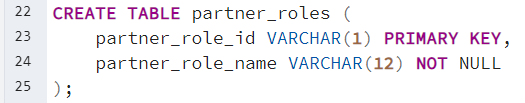 22 CREATE TABLE partner_roles (
23     partner_role_id VARCHAR(1) PRIMARY KEY,
24     partner_role_name VARCHAR(12) NOT NULL
25 );